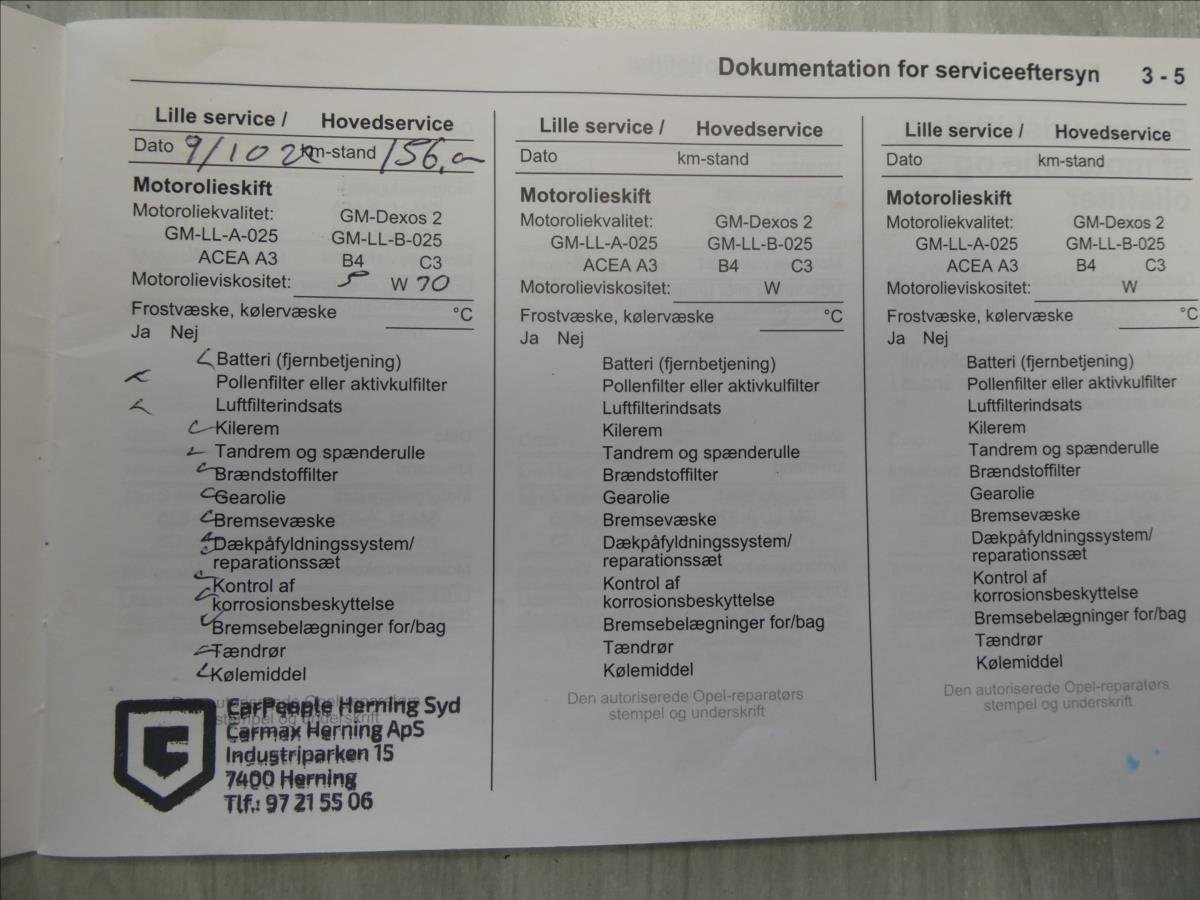 Dokumentation for serviceeftersyn 3 - 5
Lille service / Hovedservice
Dato 9/10 2 km-stand 156,
Motorolieskift
Motoroliekvalitet: GM-Dexos 2
GM-LL-A-025 GM-LL-B-025
ACEA A3 B4 C3
Motorolieviskositet: 5 W
Frostvæske, kølervæske °C
Ja Nej
Batteri (fjernbetjening)
Pollenfilter eller aktivkulfilter
Luftfilterindsats
Kilerem
Tandrem og spænderulle
Brændstoffilter
Gearolie
Bremsevæske
Dækpåfyldningssystem/
reparationssæt
Kontrol af
korrosionsbeskyttelse
Bremsebelægninger for/bag
Tændrør
Kølemiddel
Den autoriserede Opel-reparatørs
stempel og underskrift
CarPeople Herning Syd
Carmax Herning ApS
Industriparken 15
7400 Herning
Tlf.: 97 21 55 06
Lille service / Hovedservice
Dato km-stand
Motorolieskift
Motoroliekvalitet: GM-Dexos 2
GM-LL-A-025 GM-LL-B-025
ACEA A3 B4 C3
Motorolieviskositet: W
Frostvæske, kølervæske °C
Ja Nej
Batteri (fjernbetjening)
Pollenfilter eller aktivkulfilter
Luftfilterindsats
Kilerem
Tandrem og spænderulle
Brændstoffilter
Gearolie
Bremsevæske
Dækpåfyldningssystem/
reparationssæt
Kontrol af
korrosionsbeskyttelse
Bremsebelægninger for/bag
Tændrør
Kølemiddel
Den autoriserede Opel-reparatørs
stempel og underskrift
Lille service / Hovedservice
Dato km-stand
Motorolieskift
Motoroliekvalitet: GM-Dexos 2
GM-LL-A-025 GM-LL-B-025
ACEA A3 B4 C3
Motorolieviskositet: W
Frostvæske, kølervæske °C
Ja Nej
Batteri (fjernbetjening)
Pollenfilter eller aktivkulfilter
Luftfilterindsats
Kilerem
Tandrem og spænderulle
Brændstoffilter
Gearolie
Bremsevæske
Dækpåfyldningssystem/
reparationssæt
Kontrol af
korrosionsbeskyttelse
Bremsebelægninger for/bag
Tændrør
Kølemiddel
Den autoriserede Opel-reparatørs
stempel og underskrift